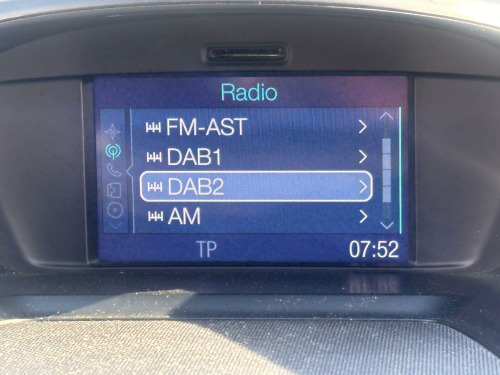 Radio
FM-AST
DAB1
DAB2
AM
TP 07:52